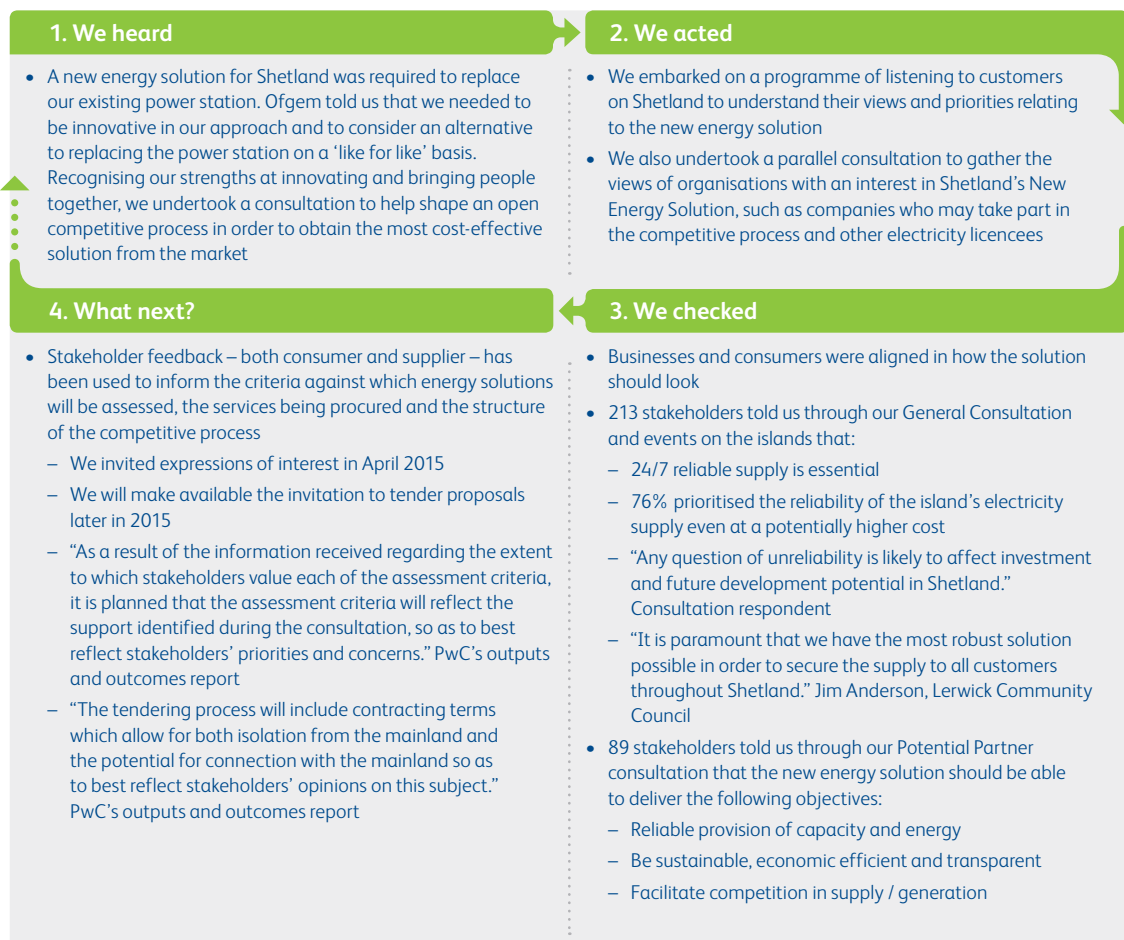 1. We heard
• A new energy solution for Shetland was required to replace
our existing power station. Ofgem told us that we needed to
be innovative in our approach and to consider an alternative
to replacing the power station on a ‘like for like’ basis.
Recognising our strengths at innovating and bringing people
together, we undertook a consultation to help shape an open
competitive process in order to obtain the most cost-effective
solution from the market
2. We acted
• We embarked on a programme of listening to customers
on Shetland to understand their views and priorities relating
to the new energy solution
• We also undertook a parallel consultation to gather the
views of organisations with an interest in Shetland’s New
Energy Solution, such as companies who may take part in
the competitive process and other electricity licencees
3. We checked
• Businesses and consumers were aligned in how the solution
should look
• 213 stakeholders told us through our General Consultation
and events on the islands that:
– 24/7 reliable supply is essential
– 76% prioritised the reliability of the island’s electricity
supply even at a potentially higher cost
– “Any question of unreliability is likely to affect investment
and future development potential in Shetland.”
Consultation respondent
– “It is paramount that we have the most robust solution
possible in order to secure the supply to all customers
throughout Shetland.” Jim Anderson, Lerwick Community
Council
• 89 stakeholders told us through our Potential Partner
consultation that the new energy solution should be able
to deliver the following objectives:
– Reliable provision of capacity and energy
– Be sustainable, economic efficient and transparent
– Facilitate competition in supply / generation
4. What next?
• Stakeholder feedback – both consumer and supplier – has
been used to inform the criteria against which energy solutions
will be assessed, the services being procured and the structure
of the competitive process
– We invited expressions of interest in April 2015
– We will make available the invitation to tender proposals
later in 2015
– “As a result of the information received regarding the extent
to which stakeholders value each of the assessment criteria,
it is planned that the assessment criteria will reflect the
support identified during the consultation, so as to best
reflect stakeholders’ priorities and concerns.” PwC’s outputs
and outcomes report
– “The tendering process will include contracting terms
which allow for both isolation from the mainland and
the potential for connection with the mainland so as
to best reflect stakeholders’ opinions on this subject.”
PwC’s outputs and outcomes report